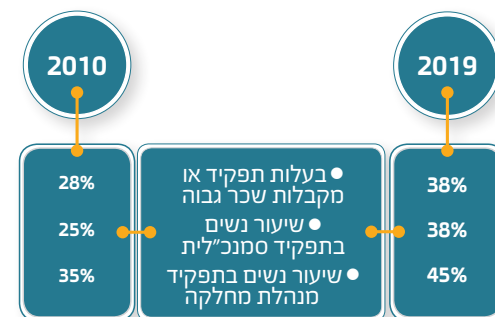 2010
2019
28%
25%
35%
● בעלות תפקיד או
מקבלות שכר גבוה
● שיעור נשים
בתפקיד סמנכ״לית
● שיעור נשים בתפקיד
מנהלת מחלקה
38%
38%
45%